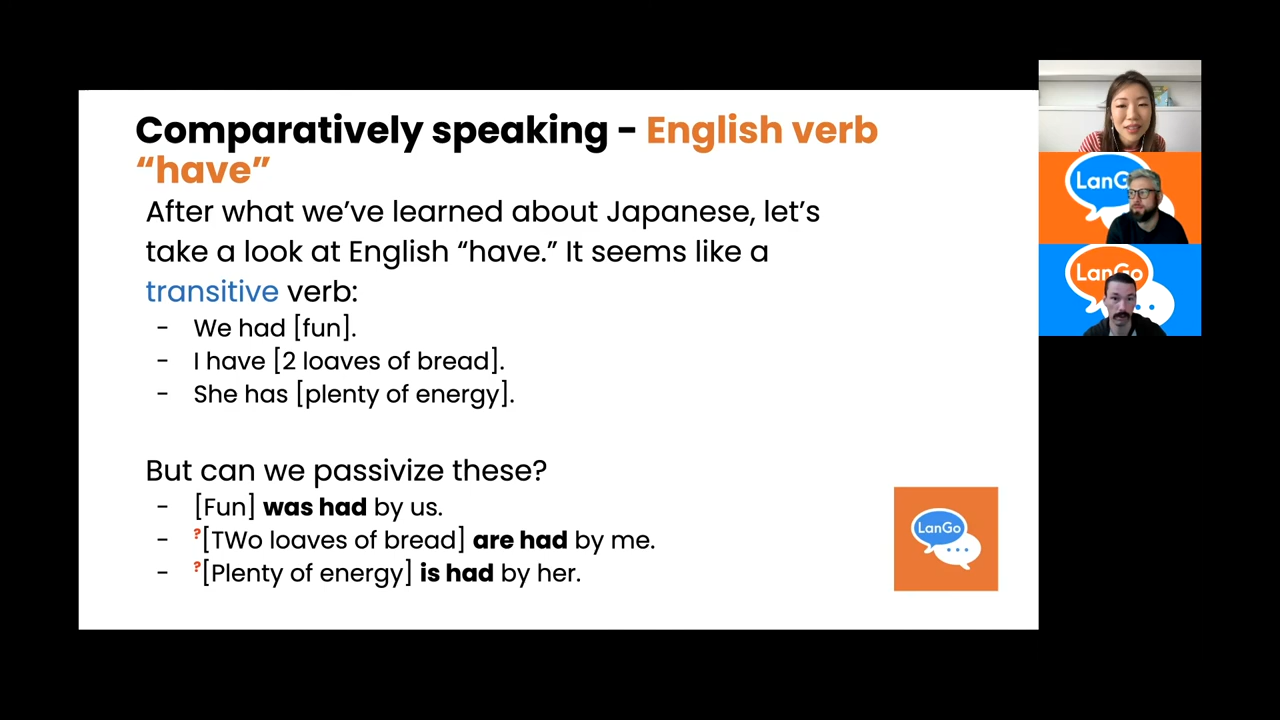 Comparatively speaking - English verb
“have”
After what we’ve learned about Japanese, let’s
take a look at English “have.” It seems like a
transitive verb:
- We had [fun].
- I have [2 loaves of bread].
- She has [plenty of energy].
But can we passivize these?
- [Fun] was had by us.
- ?[TWo loaves of bread] are had by me.
- ?[Plenty of energy] is had by her.
LanGo
LanG
LanGo